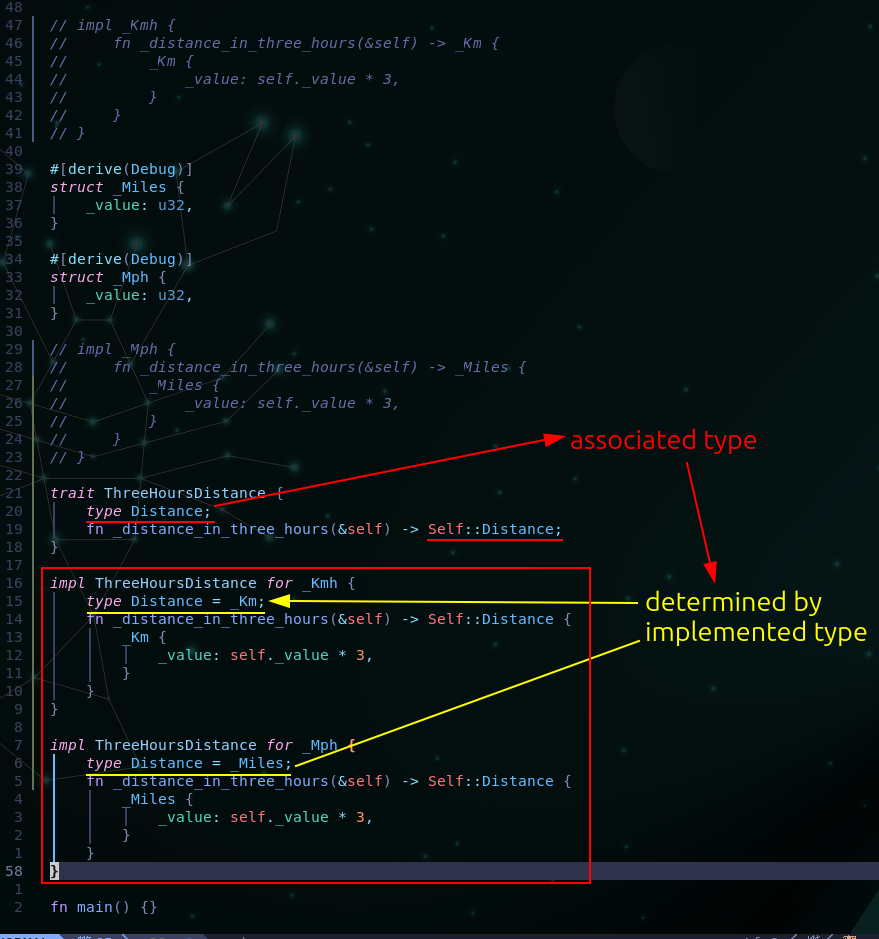 48
47 // impl _Kmh {
46 //     fn _distance_in_three_hours(&self) -> _Km {
45 //         _Km {
44 //             _value: self._value * 3,
43 //         }
42 //     }
41 // }
40
39 #[derive(Debug)]
38 struct _Miles {
37     _value: u32,
36 }
35
34 #[derive(Debug)]
33 struct _Mph {
32     _value: u32,
31 }
30
29 // impl _Mph {
28 //     fn _distance_in_three_hours(&self) -> _Miles {
27 //         _Miles {
26 //             _value: self._value * 3,
25 //         }
24 //     }
23 // }
22
associated type
21 trait ThreeHoursDistance {
20     type Distance;
19     fn _distance_in_three_hours(&self) -> Self::Distance;
18 }
17
16 impl ThreeHoursDistance for _Kmh {
15     type Distance = _Km;
determined by
implemented type
14     fn _distance_in_three_hours(&self) -> Self::Distance {
13         _Km {
12             _value: self._value * 3,
11         }
10     }
9 }
8
7 impl ThreeHoursDistance for _Mph {
6     type Distance = _Miles;
5     fn _distance_in_three_hours(&self) -> Self::Distance {
4         _Miles {
3             _value: self._value * 3,
2         }
1     }
58 }
1
2 fn main() {}